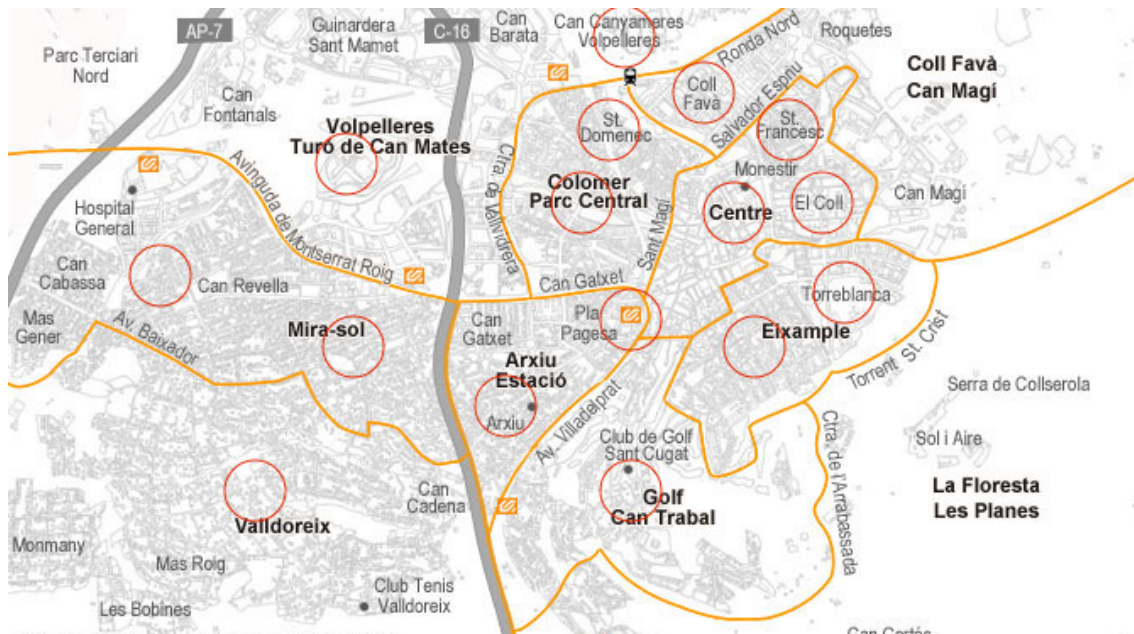 AP-7
Guinardera
Sant Mamet
C-16
Can
Barata
Can Canyameres
Volpelleres
Ronda Nord
Roquetes
Parc Terciari
Nord
Can
Fontanals
Coll
Favà
Salvador Espriu
Coll Favà
Can Magí
Volpelleres
Turó de Can Mates
St.
Domenec
St.
Francesc
Ctra. de Vallvidrera
Monestir
Colomer
Parc Central
Centre
El Coll
Can Magí
Hospital
General
Avinguda de Montserrat Roig
Sant Magí
Can
Cabassa
Can Revella
Can Gatxet
Torreblanca
Mas
Gener
Av. Baixador
Mira-sol
Can
Gatxet
Pla
Pagesa
Eixample
Torrent St. Crist
Arxiu
Estació
Arxiu
Av. Villadelprat
Serra de Collserola
Club de Golf
Sant Cugat
Ctra. de l'Arrabassada
Sol i Aire
Can
Cadena
Golf
Can Trabal
La Floresta
Les Planes
Valldoreix
Monmany
Mas Roig
Les Bobines
Club Tenis
Valldoreix